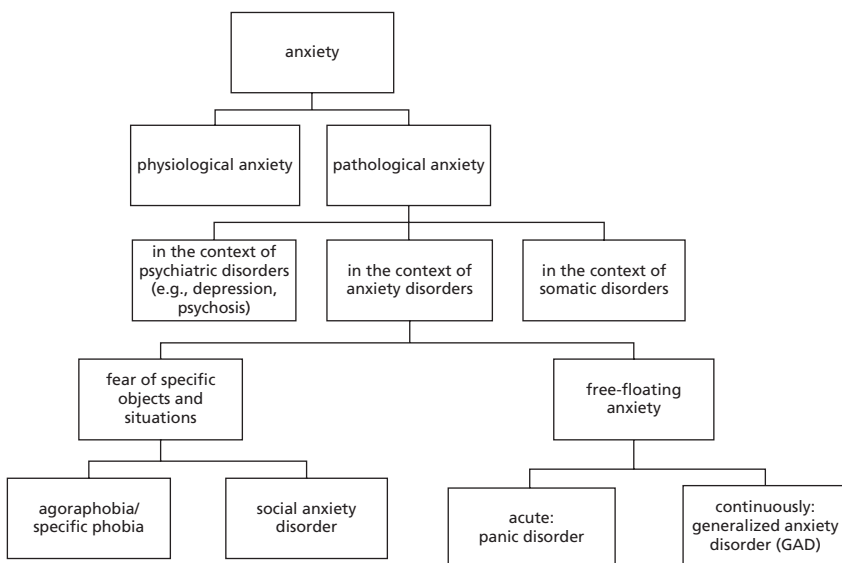 anxiety
physiological anxiety
pathological anxiety
in the context of
psychiatric disorders
(e.g., depression,
psychosis)
in the context of
anxiety disorders
in the context of
somatic disorders
fear of specific
objects and
situations
free-floating
anxiety
agoraphobia/
specific phobia
social anxiety
disorder
acute:
panic disorder
continuously:
generalized anxiety
disorder (GAD)